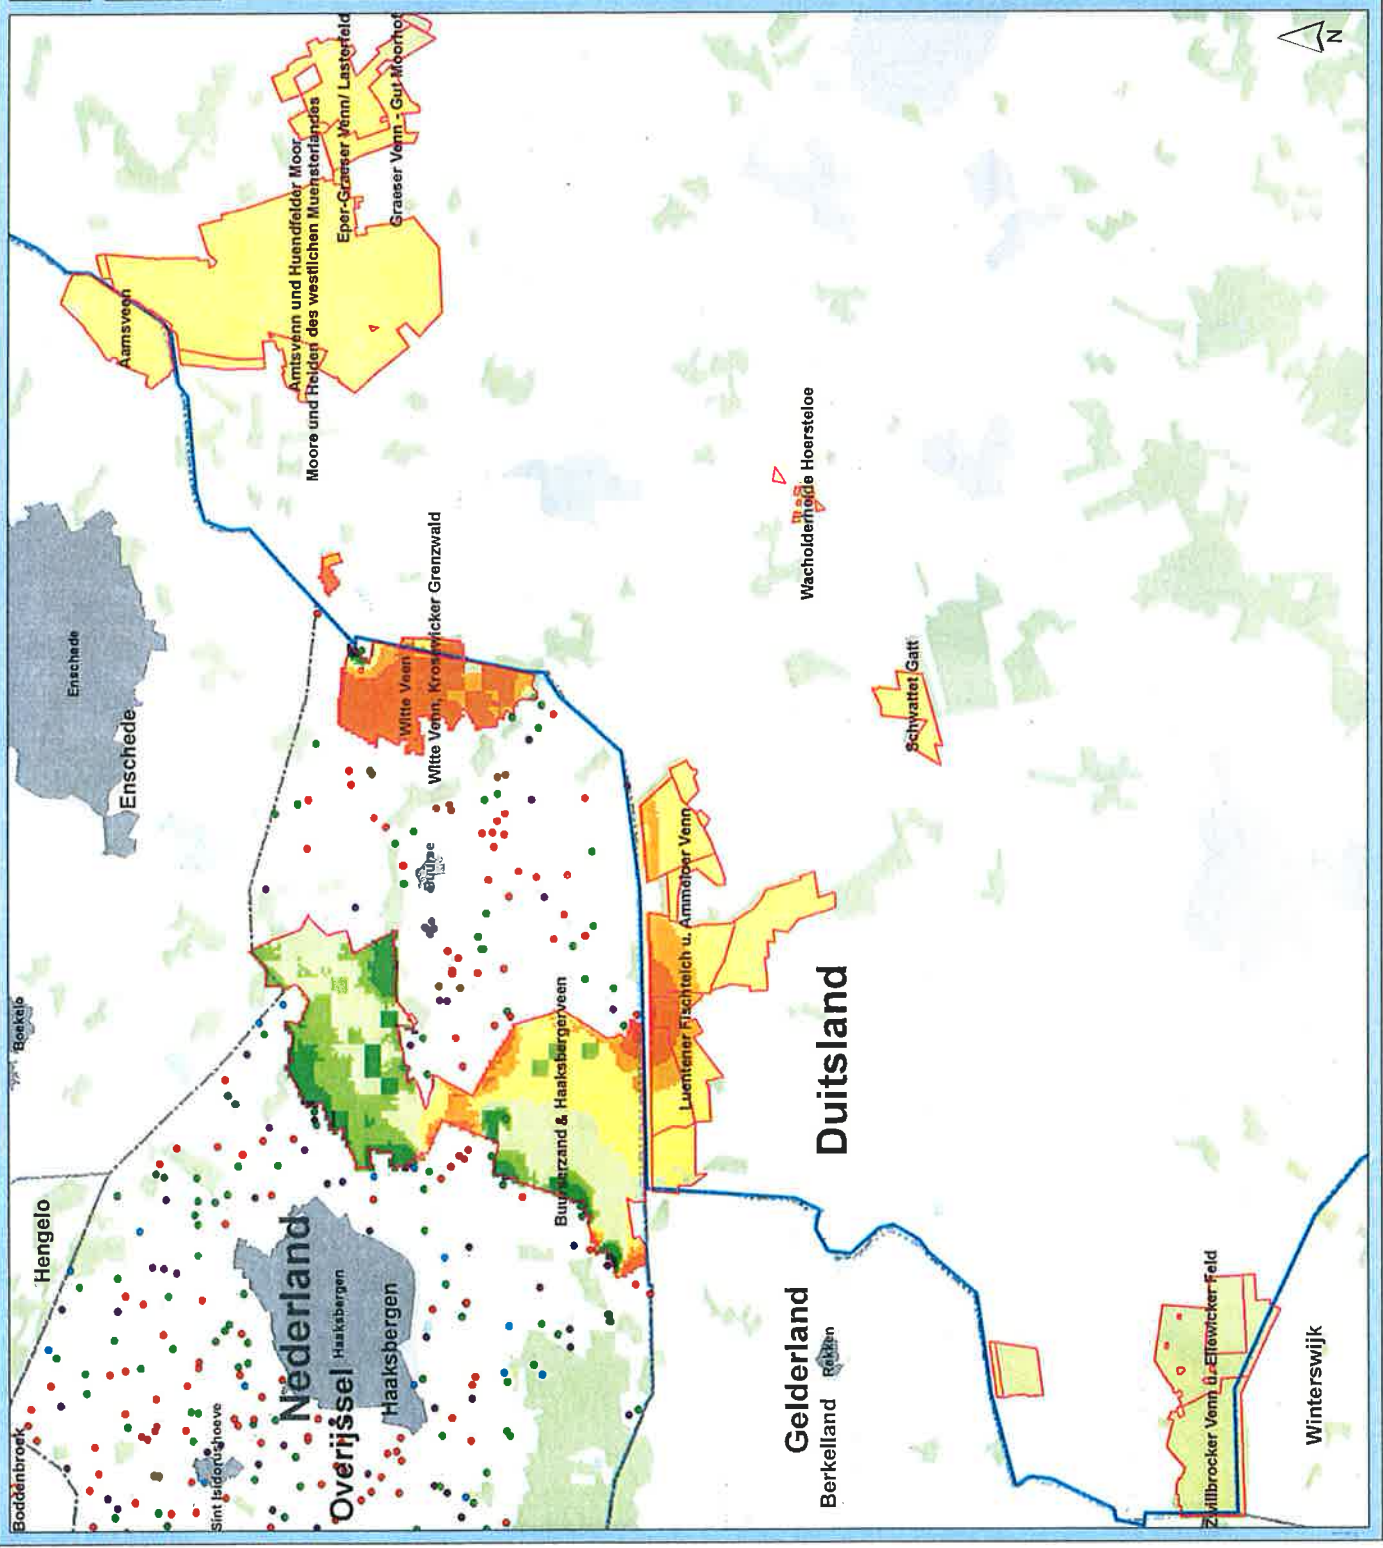 Boddenbroek
Hengelo
Boekelo
Enschede
Enschede
Aamsveen
Sint Isidorushoeve
Nederland
Overijssel
Haaksbergen
Haaksbergen
Buurse
Witte Veen
Witte Venn, Krosewicker Grenzwald
Amtsvenn und Huendfelder Moor
Moore und Heiden des westlichen Muensterlandes
Eper-Graeser Venn/ Lasterfeld
Graeser Venn - Gut Moorhof
Buurserzand & Haaksbergerveen
Luentener Fischteich u. Ammeloer Venn
Gelderland
Berkelland
Rekken
Duitsland
Wacholderheide Hoersteloe
Schwattet Gatt
Zwillbrocker Venn u. Ellewicker Feld
Winterswijk
N